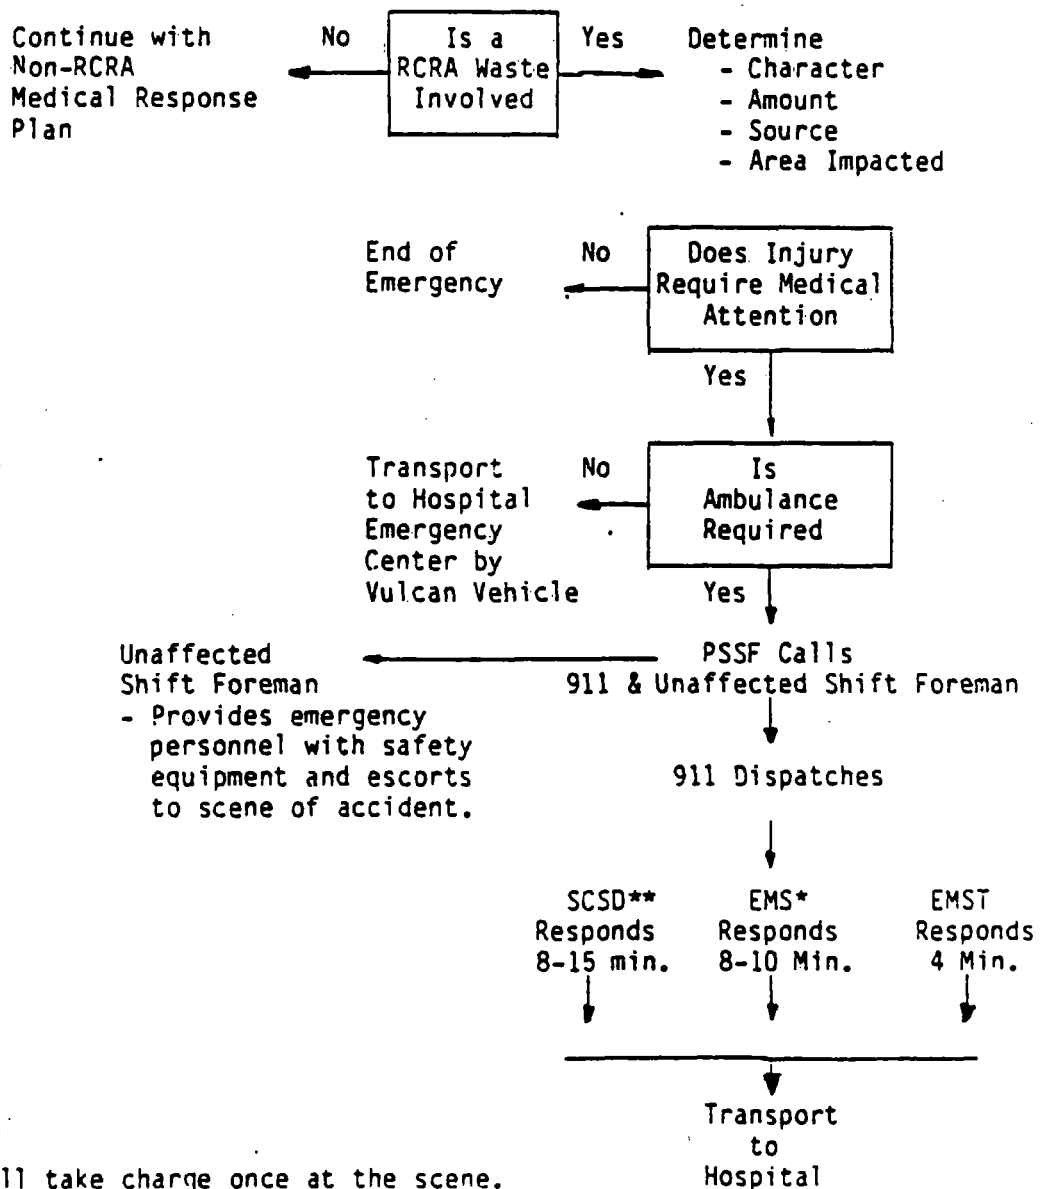 Continue with
Non-RCRA
Medical Response
Plan
No
Is a
RCRA Waste
Involved
Yes
Determine
- Character
- Amount
- Source
- Area Impacted
End of
Emergency
No
Does Injury
Require Medical
Attention
Yes
Transport
to Hospital
Emergency
Center by
Vulcan Vehicle
No
Is
Ambulance
Required
Yes
Unaffected
Shift Foreman
- Provides emergency
personnel with safety
equipment and escorts
to scene of accident.
PSSF Calls
911 & Unaffected Shift Foreman
911 Dispatches
SCSD**
Responds
8-15 min.
EMS*
Responds
8-10 Min.
EMST
Responds
4 Min.
Transport
to
Hospital
take charge once at the scene.